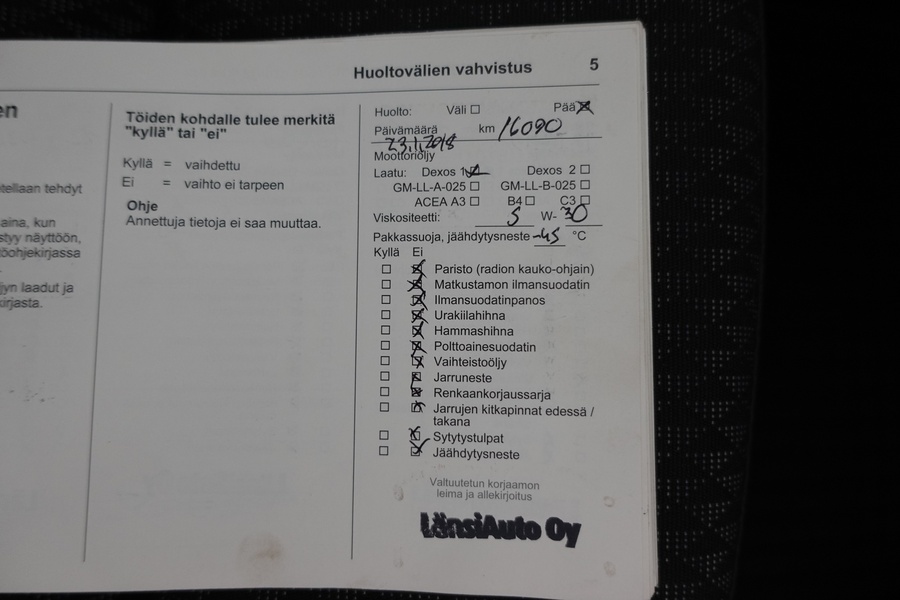 Huoltovälien vahvistus 5
en
tellaan tehdyt
aina, kun
styy näyttöön,
öohjekirjassa
jyn laadut ja
kirjasta.
Töiden kohdalle tulee merkitä
"kyllä" tai "ei"
Kyllä = vaihdettu
Ei = vaihto ei tarpeen
Ohje
Annettuja tietoja ei saa muuttaa.
Huolto: Väli ☐ Pää ☒
Päivämäärä km 16090
23.1.2018
Moottoriöljy
Laatu: Dexos 1 ☒ Dexos 2 ☐
GM-LL-A-025 ☐ GM-LL-B-025 ☐
ACEA A3 ☐ B4 ☐ C3 ☐
Viskositeetti: 5 W- 30
Pakkassuoja, jäähdytysneste -45 °C
Kyllä Ei
☐ ☒ Paristo (radion kauko-ohjain)
☐ ☒ Matkustamon ilmansuodatin
☐ ☒ Ilmansuodatinpanos
☐ ☒ Urakiilahihna
☐ ☒ Hammashihna
☐ ☒ Polttoainesuodatin
☐ ☒ Vaihteistoöljy
☐ ☒ Jarruneste
☐ ☒ Renkaankorjaussarja
☐ ☒ Jarrujen kitkapinnat edessä /
takana
☐ ☒ Sytytystulpat
☐ ☒ Jäähdytysneste
Valtuutetun korjaamon
leima ja allekirjoitus
LänsiAuto Oy